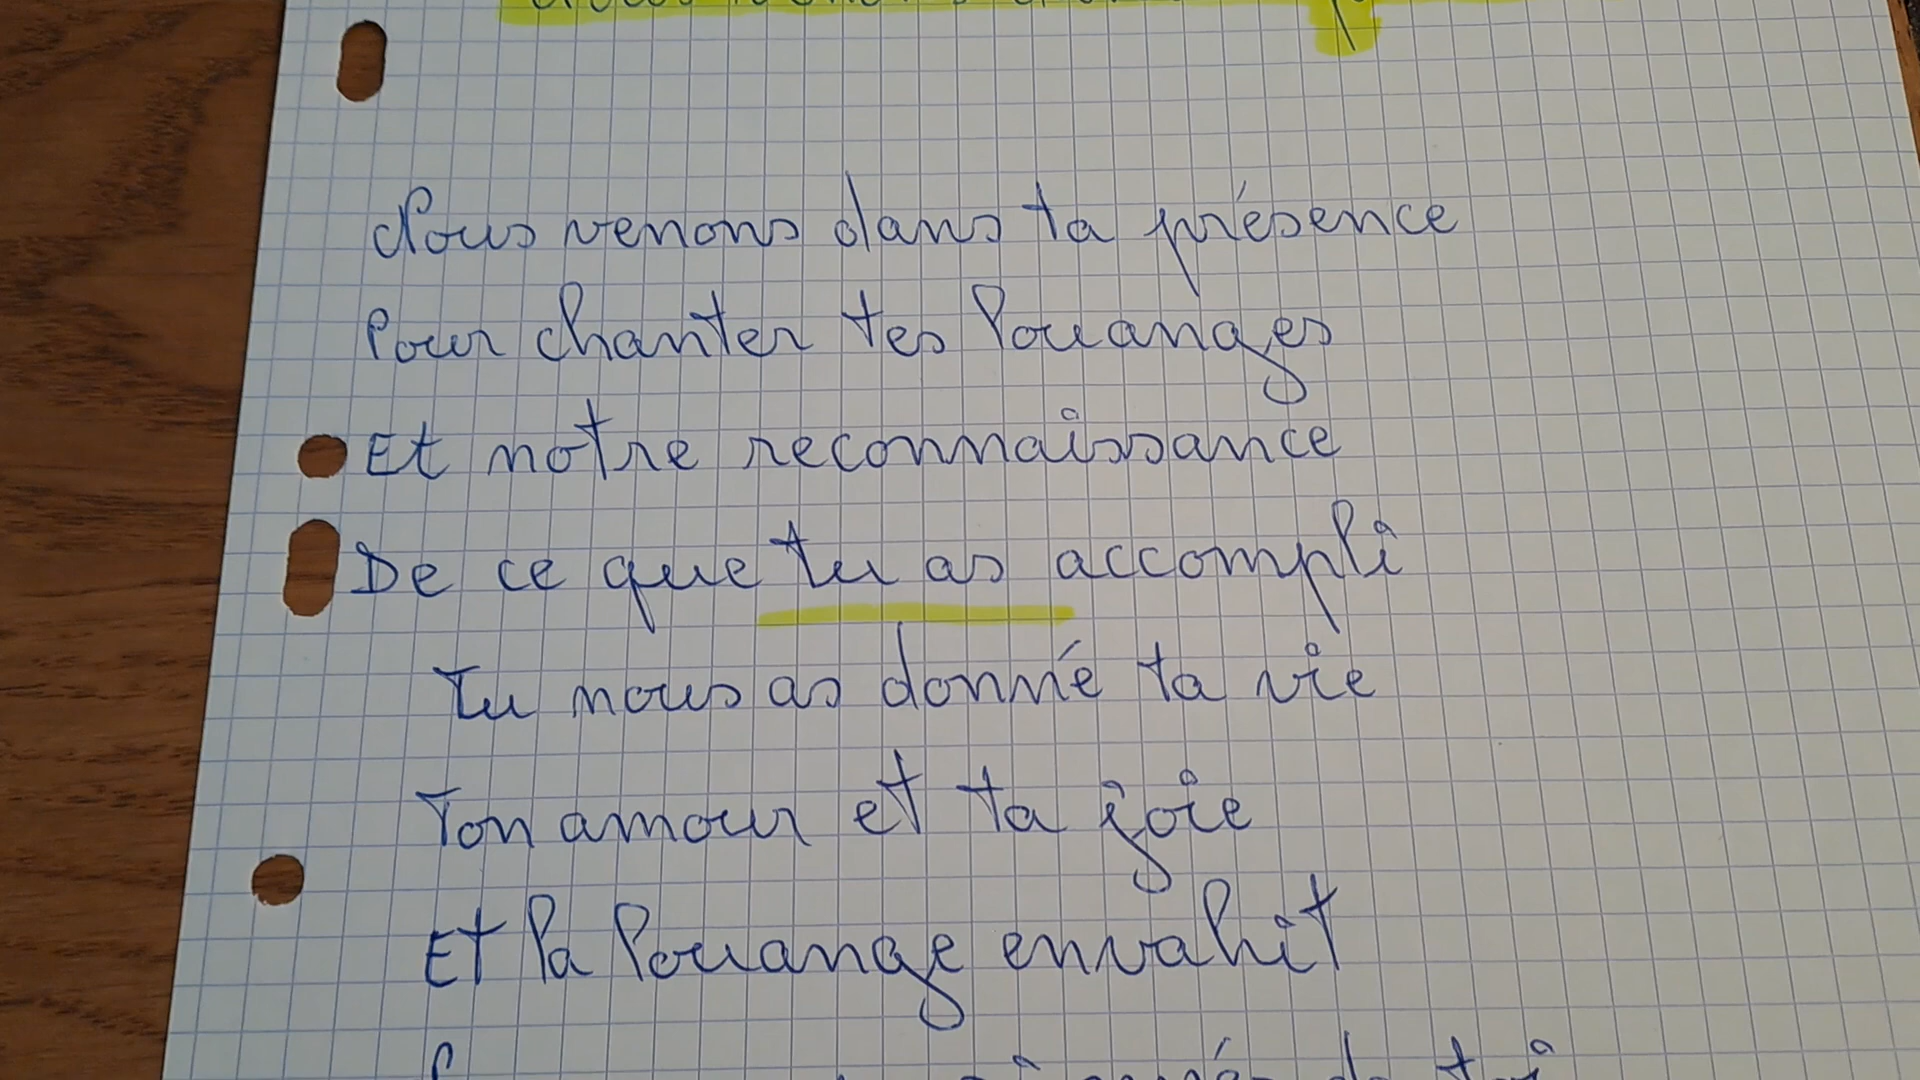 Nous venons dans ta présence
Pour chanter tes louanges
Et notre reconnaissance
De ce que tu as accompli
Tu nous as donné ta vie
Ton amour et ta joie
Et la louange envahit